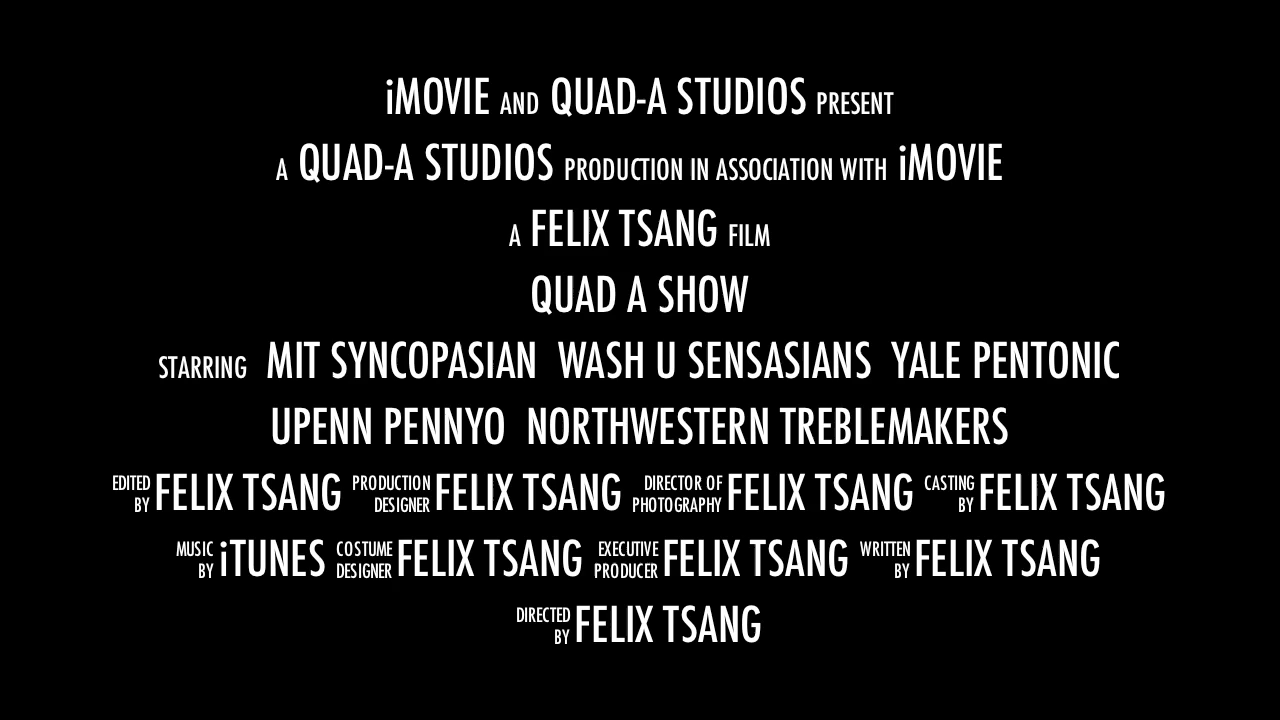 iMOVIE AND QUAD-A STUDIOS PRESENT
A QUAD-A STUDIOS PRODUCTION IN ASSOCIATION WITH iMOVIE
A FELIX TSANG FILM
QUAD A SHOW
STARRING MIT SYNCOPASIAN WASH U SENSASIANS YALE PENTONIC
UPENN PENNYO NORTHWESTERN TREBLEMAKERS
EDITED BY FELIX TSANG PRODUCTION DESIGNER FELIX TSANG DIRECTOR OF PHOTOGRAPHY FELIX TSANG CASTING BY FELIX TSANG
MUSIC BY iTUNES COSTUME DESIGNER FELIX TSANG EXECUTIVE PRODUCER FELIX TSANG WRITTEN BY FELIX TSANG
DIRECTED BY FELIX TSANG